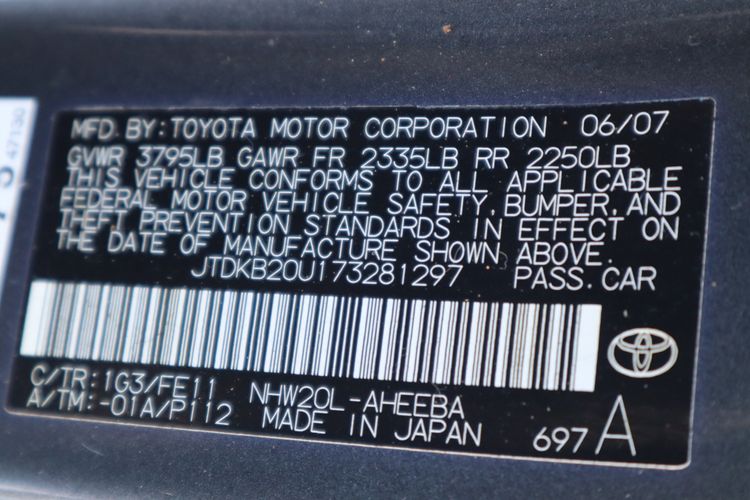 MFD. BY: TOYOTA MOTOR CORPORATION 06/07
GVWR 3795LB GAWR FR 2335LB RR 2250LB
THIS VEHICLE CONFORMS TO ALL APPLICABLE
FEDERAL MOTOR VEHICLE SAFETY, BUMPER, AND
THEFT PREVENTION STANDARDS IN EFFECT ON
THE DATE OF MANUFACTURE SHOWN ABOVE.
JTDKB20U173281297 PASS. CAR
C/TR: 1G3/FE11 NHW20L-AHEEBA
A/TM: -01A/P112 MADE IN JAPAN 697 A
47130